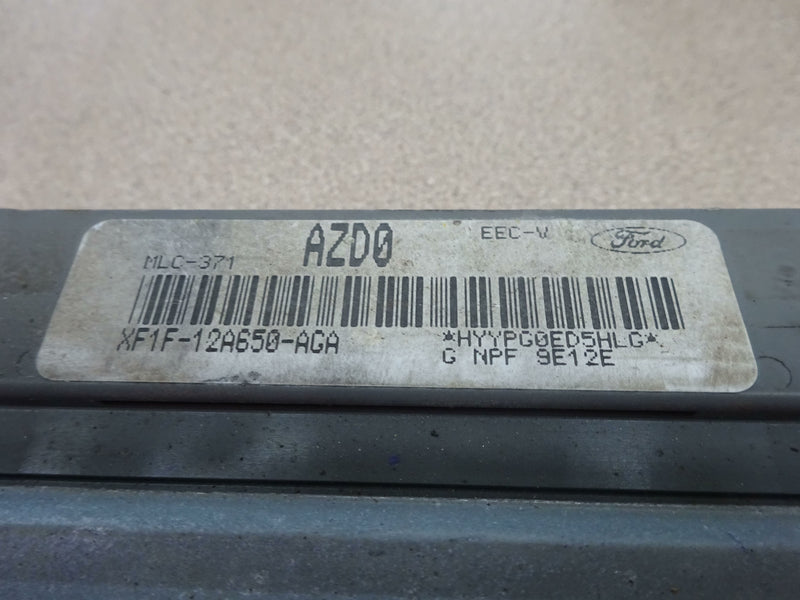 AZD0 EEC-V Ford
MLC-371
XF1F-12A650-AGA *HYYPG0ED5HLG*
G NPF 9E12E